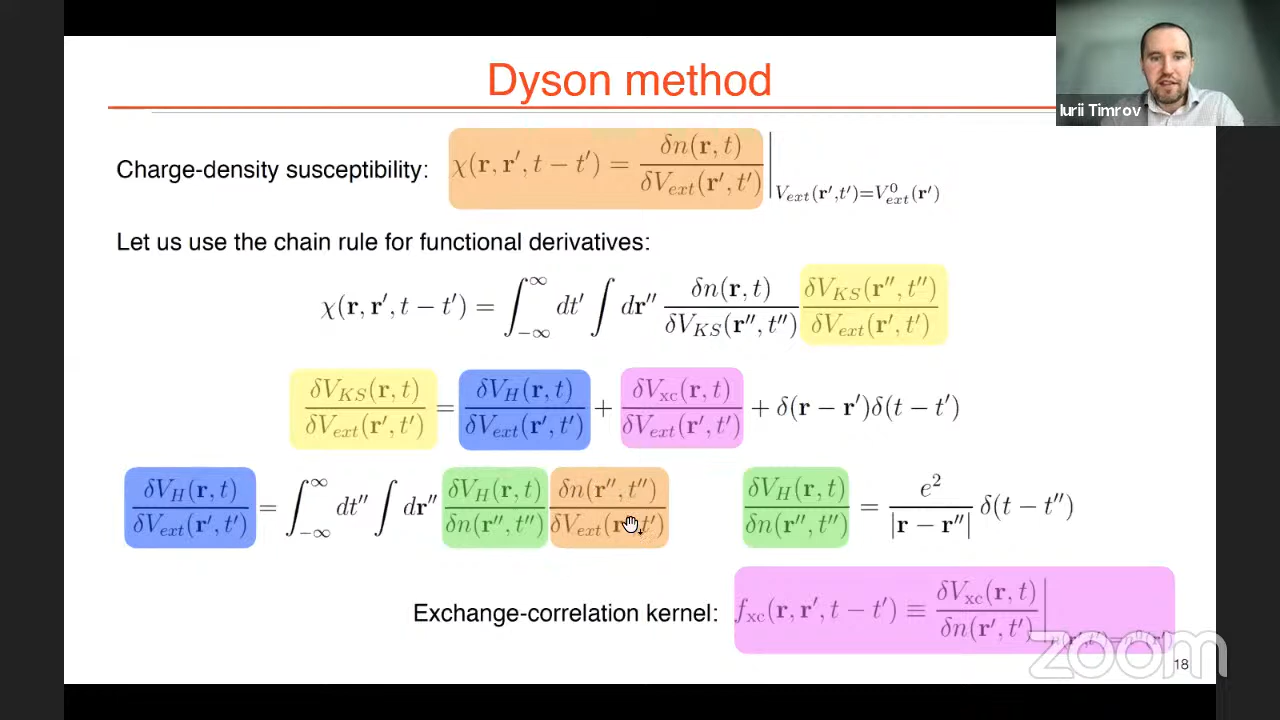 Dyson method
Iurii Timrov
Charge-density susceptibility: χ(r, r′, t − t′) = δn(r, t) / δV_ext(r′, t′) |_{V_ext(r′,t′)=V⁰_ext(r′)}
Let us use the chain rule for functional derivatives:
χ(r, r′, t − t′) = ∫_{−∞}^{∞} dt′ ∫ dr″ δn(r, t) / δV_KS(r″, t″) δV_KS(r″, t″) / δV_ext(r′, t′)
δV_KS(r, t) / δV_ext(r′, t′) = δV_H(r, t) / δV_ext(r′, t′) + δV_xc(r, t) / δV_ext(r′, t′) + δ(r − r′)δ(t − t′)
δV_H(r, t) / δV_ext(r′, t′) = ∫_{−∞}^{∞} dt″ ∫ dr″ δV_H(r, t) / δn(r″, t″) δn(r″, t″) / δV_ext(r′, t′)
δV_H(r, t) / δn(r″, t″) = e² / |r − r″| δ(t − t″)
Exchange-correlation kernel: f_xc(r, r′, t − t′) ≡ δV_xc(r, t) / δn(r′, t′) |
zoom
18